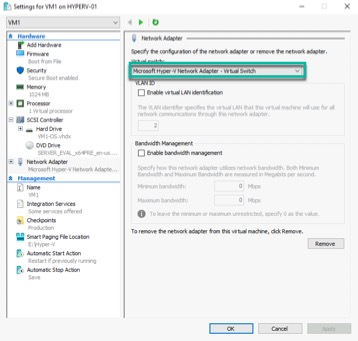 Settings for VM1 on HYPERV-01
VM1
Hardware
Add Hardware
Firmware
Boot from File
Security
Secure Boot enabled
Memory
1024 MB
Processor
1 Virtual processor
SCSI Controller
Hard Drive
VM1-OS.vhdx
DVD Drive
SERVER_EVAL_x64FRE_en-us....
Network Adapter
Microsoft Hyper-V Network Adapte...
Management
Name
VM1
Integration Services
Some services offered
Checkpoints
Production
Smart Paging File Location
E:\Hyper-V
Automatic Start Action
Restart if previously running
Automatic Stop Action
Save
Network Adapter
Specify the configuration of the network adapter or remove the network adapter.
Virtual switch:
Microsoft Hyper-V Network Adapter - Virtual Switch
VLAN ID
Enable virtual LAN identification
The VLAN identifier specifies the virtual LAN that this virtual machine will use for all
network communications through this network adapter.
2
Bandwidth Management
Enable bandwidth management
Specify how this network adapter utilizes network bandwidth. Both Minimum
Bandwidth and Maximum Bandwidth are measured in Megabits per second.
Minimum bandwidth: 0 Mbps
Maximum bandwidth: 0 Mbps
To leave the minimum or maximum unrestricted, specify 0 as the value.
To remove the network adapter from this virtual machine, click Remove.
Remove
OK Cancel Apply